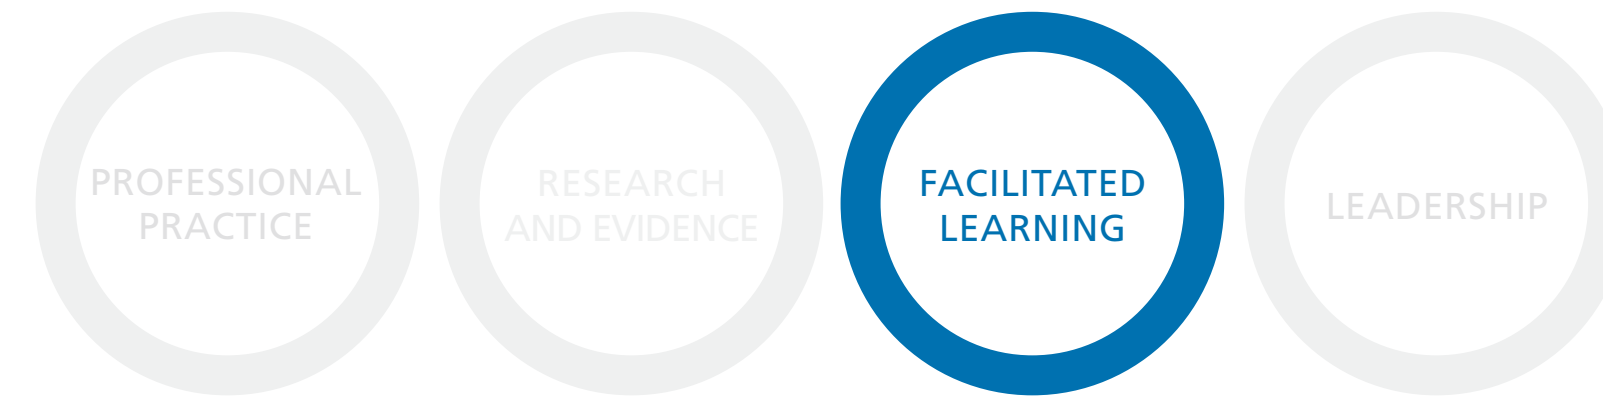 PROFESSIONAL
PRACTICE
RESEARCH
AND EVIDENCE
FACILITATED
LEARNING
LEADERSHIP